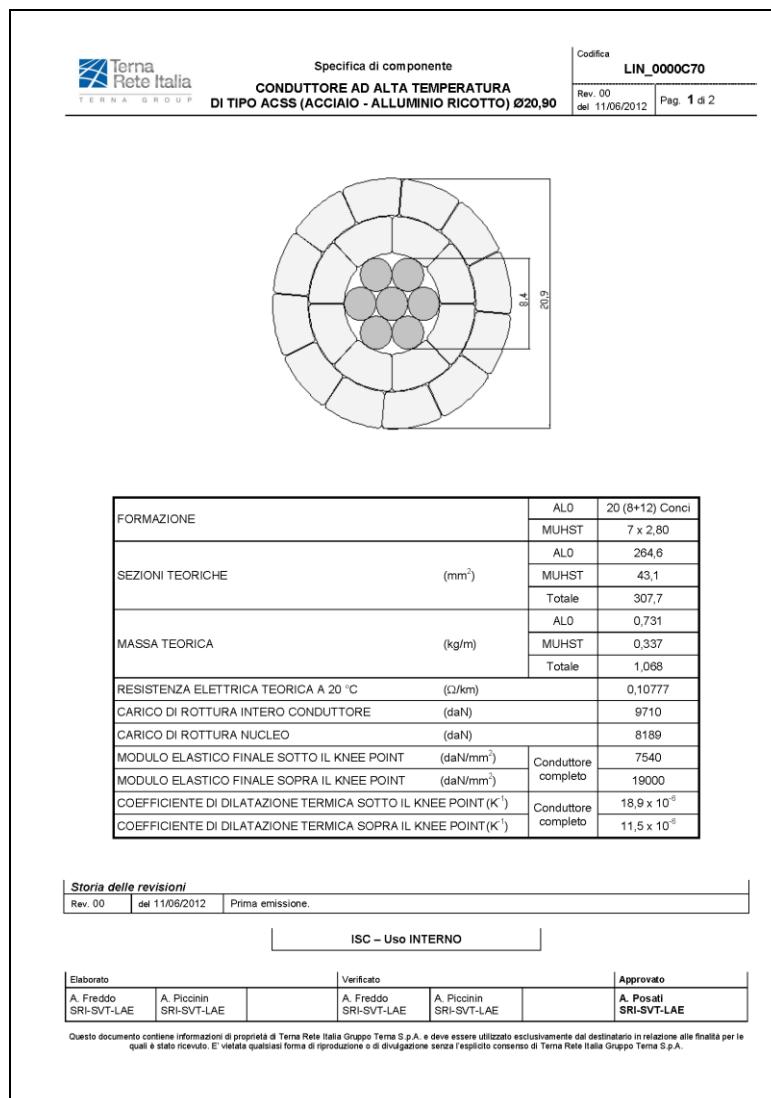 Terna
Rete Italia
TERNA GROUP
Specifica di componente
CONDUTTORE AD ALTA TEMPERATURA
DI TIPO ACSS (ACCIAIO - ALLUMINIO RICOTTO) Ø20,90
Codifica
LIN_0000C70
Rev. 00
del 11/06/2012
Pag. 1 di 2
8,4
20,9
FORMAZIONE AL0 20 (8+12) Conci
MUHST 7 x 2,80
SEZIONI TEORICHE (mm²) AL0 264,6
MUHST 43,1
Totale 307,7
MASSA TEORICA (kg/m) AL0 0,731
MUHST 0,337
Totale 1,068
RESISTENZA ELETTRICA TEORICA A 20 °C (Ω/km) 0,10777
CARICO DI ROTTURA INTERO CONDUTTORE (daN) 9710
CARICO DI ROTTURA NUCLEO (daN) 8189
MODULO ELASTICO FINALE SOTTO IL KNEE POINT (daN/mm²) Conduttore completo 7540
MODULO ELASTICO FINALE SOPRA IL KNEE POINT (daN/mm²) 19000
COEFFICIENTE DI DILATAZIONE TERMICA SOTTO IL KNEE POINT (K⁻¹) Conduttore completo 18,9 x 10⁻⁶
COEFFICIENTE DI DILATAZIONE TERMICA SOPRA IL KNEE POINT (K⁻¹) 11,5 x 10⁻⁶
Storia delle revisioni
Rev. 00 del 11/06/2012 Prima emissione.
ISC – Uso INTERNO
Elaborato Verificato Approvato
A. Freddo A. Piccinin A. Freddo A. Piccinin A. Posati
SRI-SVT-LAE SRI-SVT-LAE SRI-SVT-LAE SRI-SVT-LAE SRI-SVT-LAE
Questo documento contiene informazioni di proprietà di Terna Rete Italia Gruppo Terna S.p.A. e deve essere utilizzato esclusivamente dal destinatario in relazione alle finalità per le
quali è stato ricevuto. E' vietata qualsiasi forma di riproduzione o di divulgazione senza l'esplicito consenso di Terna Rete Italia Gruppo Terna S.p.A.